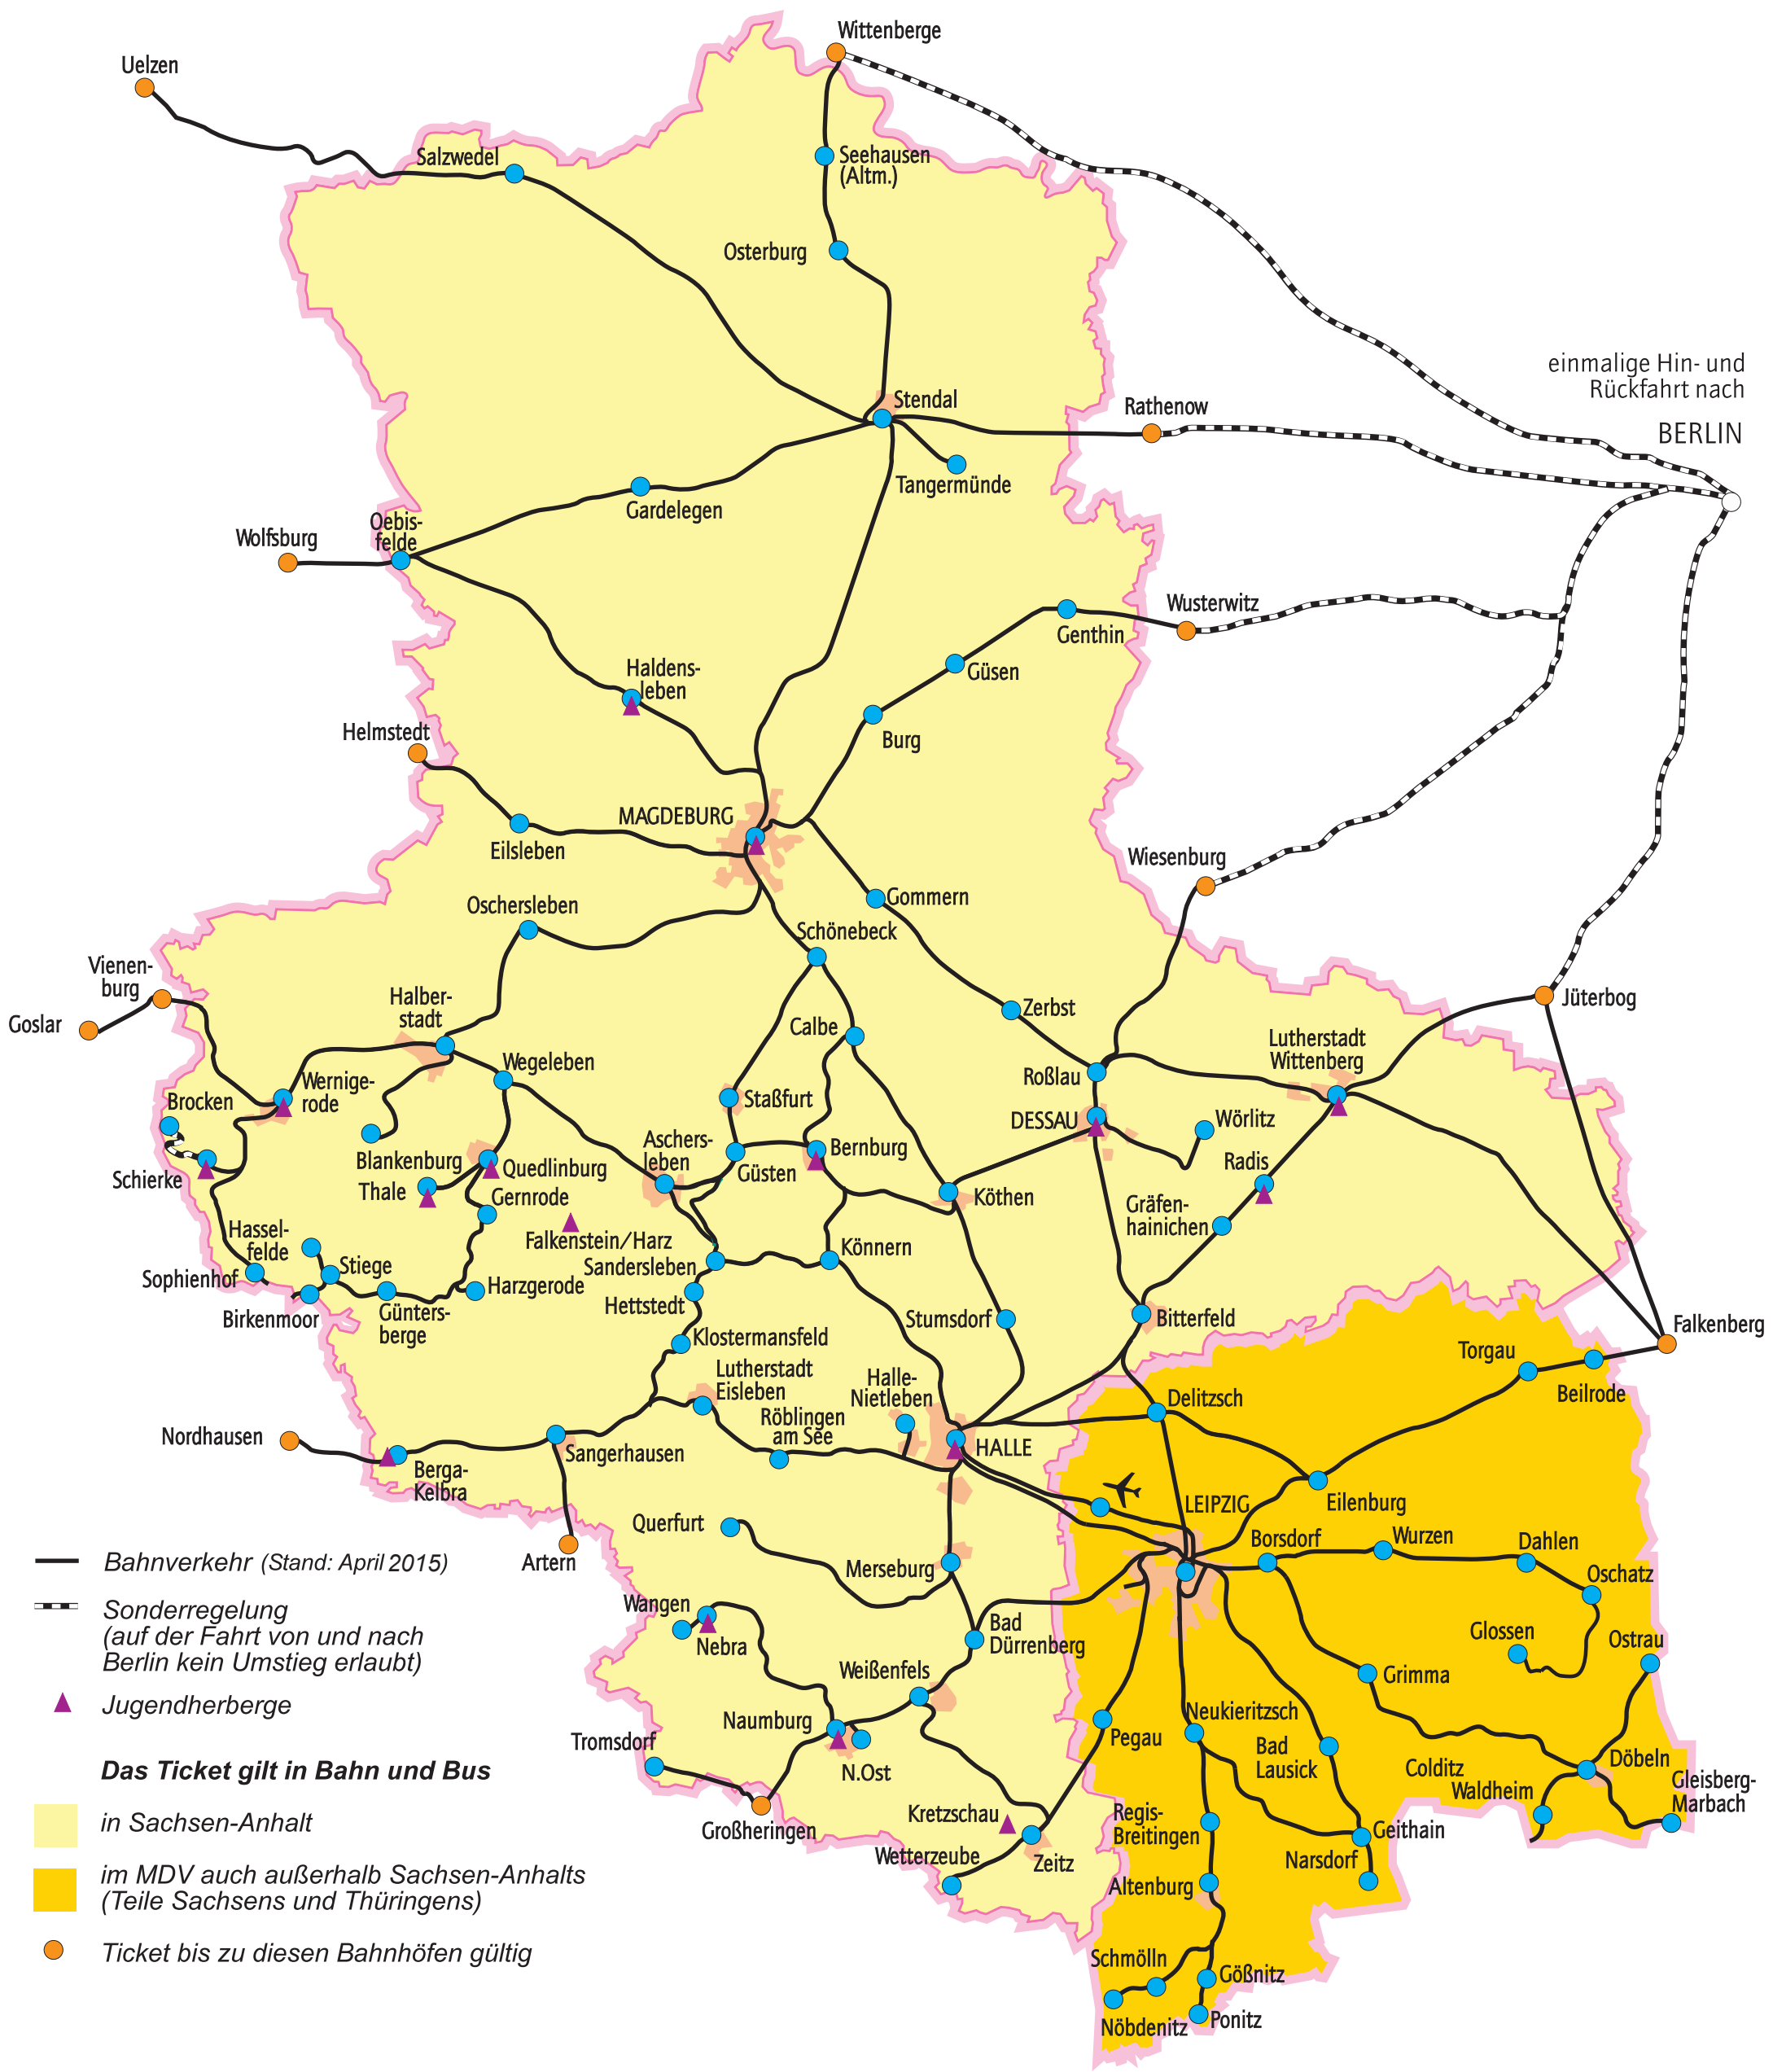 Wittenberge
Uelzen
Salzwedel
Seehausen
(Altm.)
Osterburg
einmalige Hin- und
Rückfahrt nach
BERLIN
Stendal
Rathenow
Tangermünde
Gardelegen
Oebis-
felde
Wolfsburg
Wusterwitz
Genthin
Güsen
Haldens-
leben
Burg
Helmstedt
MAGDEBURG
Eilsleben
Wiesenburg
Gommern
Oschersleben
Schönebeck
Vienen-
burg
Goslar
Halber-
stadt
Jüterbog
Zerbst
Calbe
Lutherstadt
Wittenberg
Wegeleben
Roßlau
Wernige-
rode
Brocken
Staßfurt
DESSAU
Wörlitz
Aschers-
leben
Bernburg
Blankenburg
Quedlinburg
Güsten
Radis
Schierke
Thale
Gernrode
Köthen
Gräfen-
hainichen
Hassel-
felde
Falkenstein/Harz
Sandersleben
Könnern
Sophienhof
Stiege
Harzgerode
Hettstedt
Birkenmoor
Günters-
berge
Stumsdorf
Bitterfeld
Falkenberg
Klostermansfeld
Torgau
Beilrode
Lutherstadt
Eisleben
Halle-
Nietleben
Delitzsch
Röblingen
am See
Nordhausen
Sangerhausen
HALLE
Berga-
Kelbra
LEIPZIG
Eilenburg
Querfurt
Borsdorf
Wurzen
Dahlen
Artern
Merseburg
Oschatz
Wangen
Nebra
Bad
Dürrenberg
Glossen
Ostrau
Weißenfels
Grimma
Naumburg
Neukieritzsch
Tromsdorf
Pegau
Bad
Lausick
Colditz
Döbeln
N.Ost
Waldheim
Gleisberg-
Marbach
Kretzschau
Regis-
Breitingen
Geithain
Großheringen
Wetterzeube
Zeitz
Narsdorf
Altenburg
Schmölln
Gößnitz
Nöbdenitz
Ponitz
Bahnverkehr (Stand: April 2015)
Sonderregelung
(auf der Fahrt von und nach
Berlin kein Umstieg erlaubt)
Jugendherberge
Das Ticket gilt in Bahn und Bus
in Sachsen-Anhalt
im MDV auch außerhalb Sachsen-Anhalts
(Teile Sachsens und Thüringens)
Ticket bis zu diesen Bahnhöfen gültig